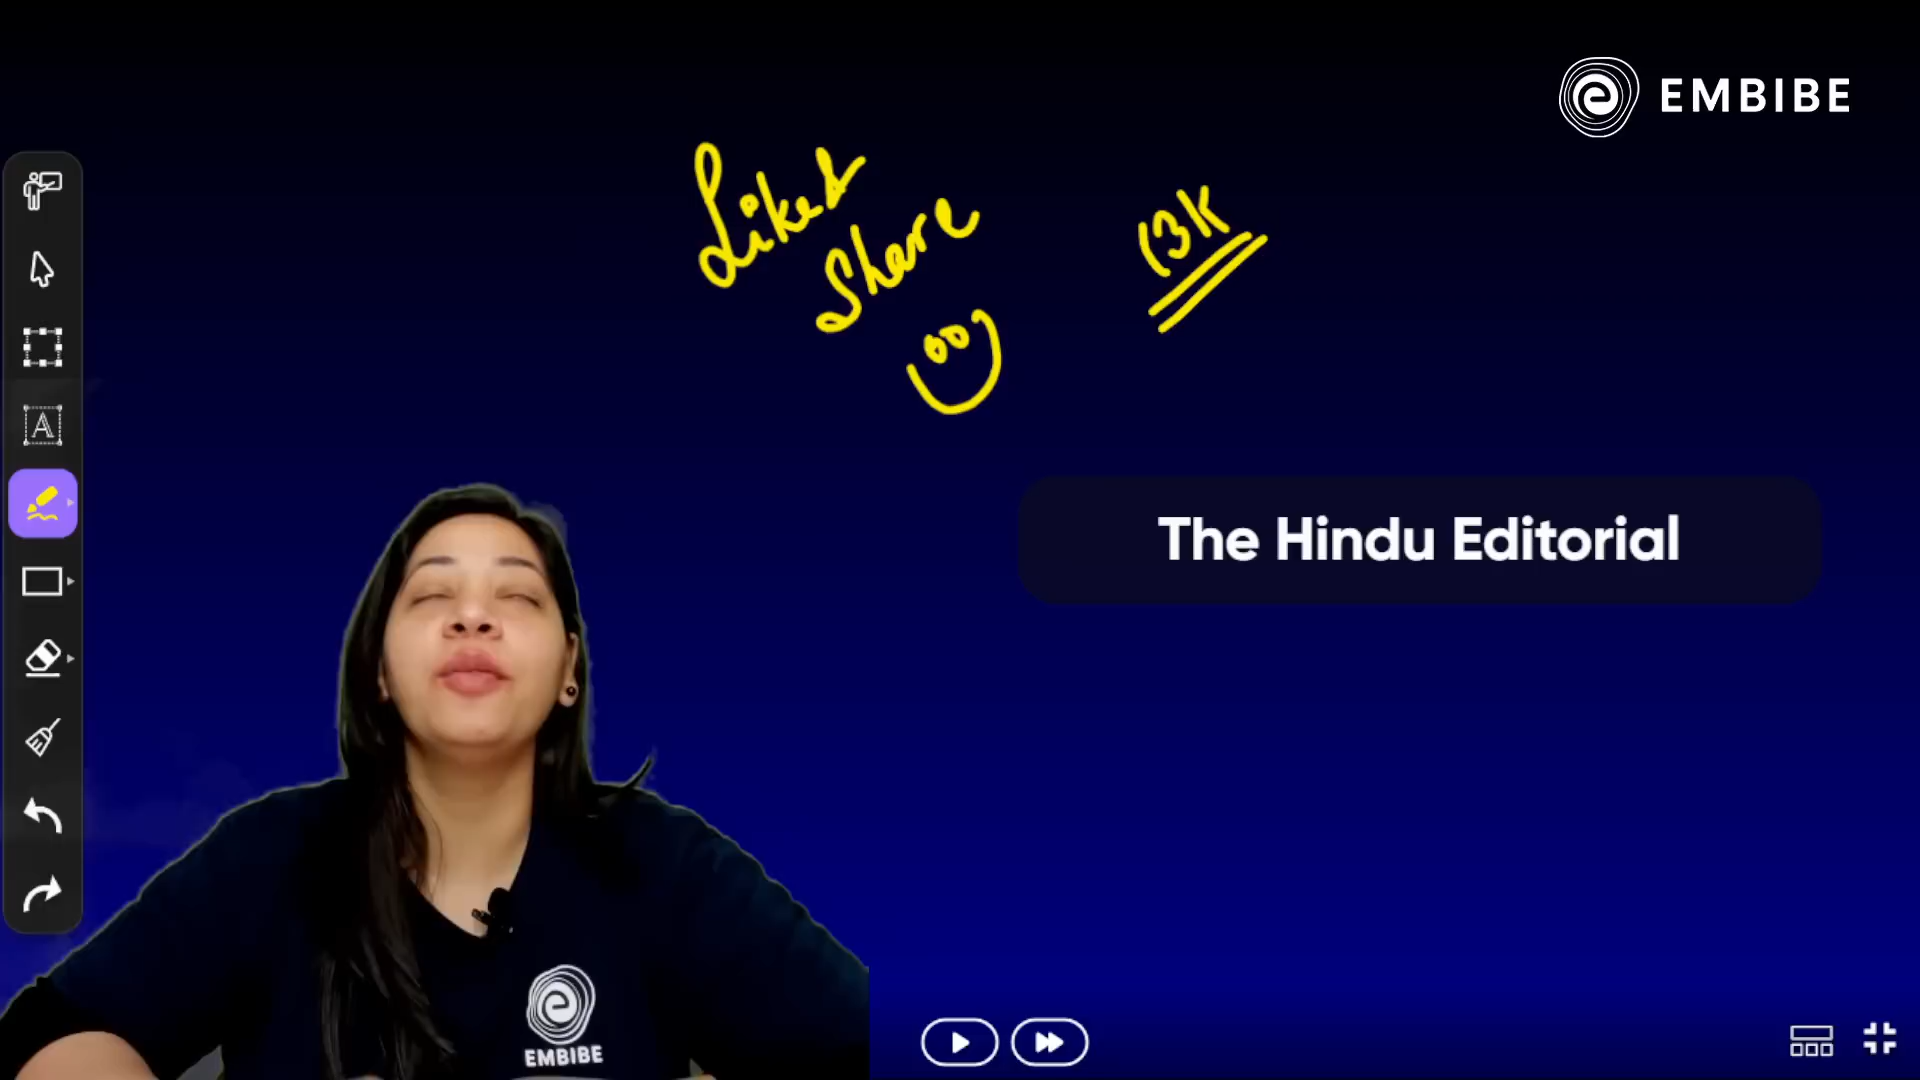 EMBIBE
Like &
Share
13K
The Hindu Editorial
EMBIBE